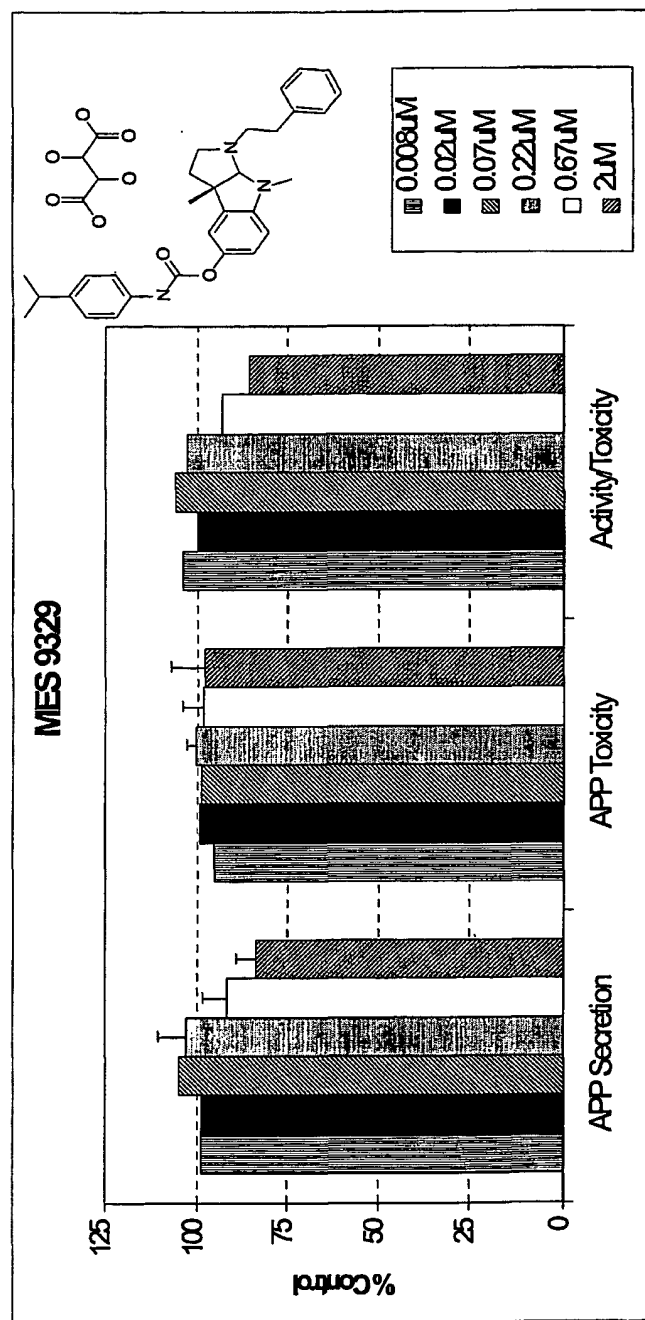 MES 9329
O
O
O
O
O
O
N
O
O
N
N
0.008uM
0.02uM
0.07uM
0.22uM
0.67uM
2uM
125
100
75
50
25
0
% Control
APP Secretion
APP Toxicity
Activity/Toxicity